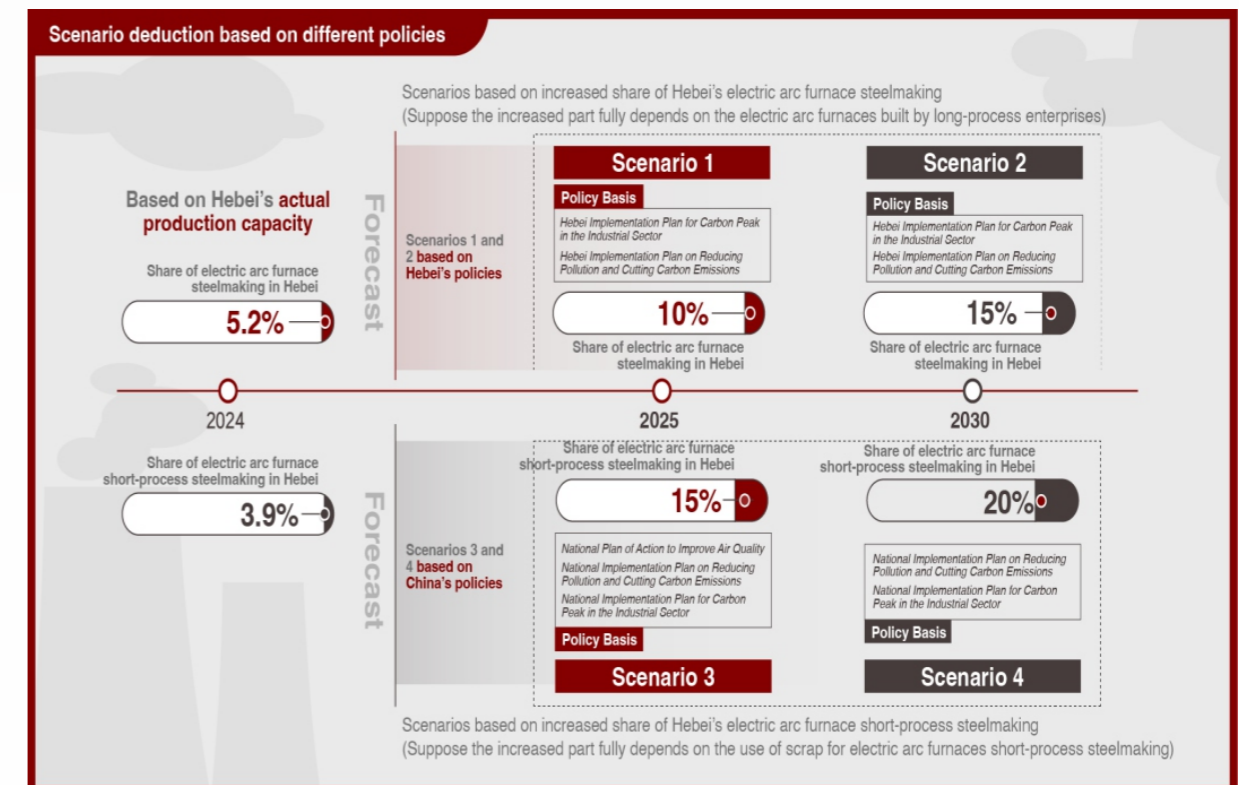 Scenario deduction based on different policies
Scenarios based on increased share of Hebei's electric arc furnace steelmaking
(Suppose the increased part fully depends on the electric arc furnaces built by long-process enterprises)
Based on Hebei's actual
production capacity
Share of electric arc furnace
steelmaking in Hebei
5.2%
Forecast
Scenarios 1 and
2 based on
Hebei's policies
Scenario 1
Policy Basis
Hebei Implementation Plan for Carbon Peak
in the Industrial Sector
Hebei Implementation Plan on Reducing
Pollution and Cutting Carbon Emissions
10%
Share of electric arc furnace
steelmaking in Hebei
Scenario 2
Policy Basis
Hebei Implementation Plan for Carbon Peak
in the Industrial Sector
Hebei Implementation Plan on Reducing
Pollution and Cutting Carbon Emissions
15%
Share of electric arc furnace
steelmaking in Hebei
2024
2025
2030
Share of electric arc furnace
short-process steelmaking in Hebei
3.9%
Forecast
Scenarios 3 and
4 based on
China's policies
Share of electric arc furnace
short-process steelmaking in Hebei
15%
National Plan of Action to Improve Air Quality
National Implementation Plan on Reducing
Pollution and Cutting Carbon Emissions
National Implementation Plan for Carbon
Peak in the Industrial Sector
Policy Basis
Scenario 3
Share of electric arc furnace
short-process steelmaking in Hebei
20%
National Implementation Plan on Reducing
Pollution and Cutting Carbon Emissions
National Implementation Plan for Carbon
Peak in the Industrial Sector
Policy Basis
Scenario 4
Scenarios based on increased share of Hebei's electric arc furnace short-process steelmaking
(Suppose the increased part fully depends on the use of scrap for electric arc furnaces short-process steelmaking)